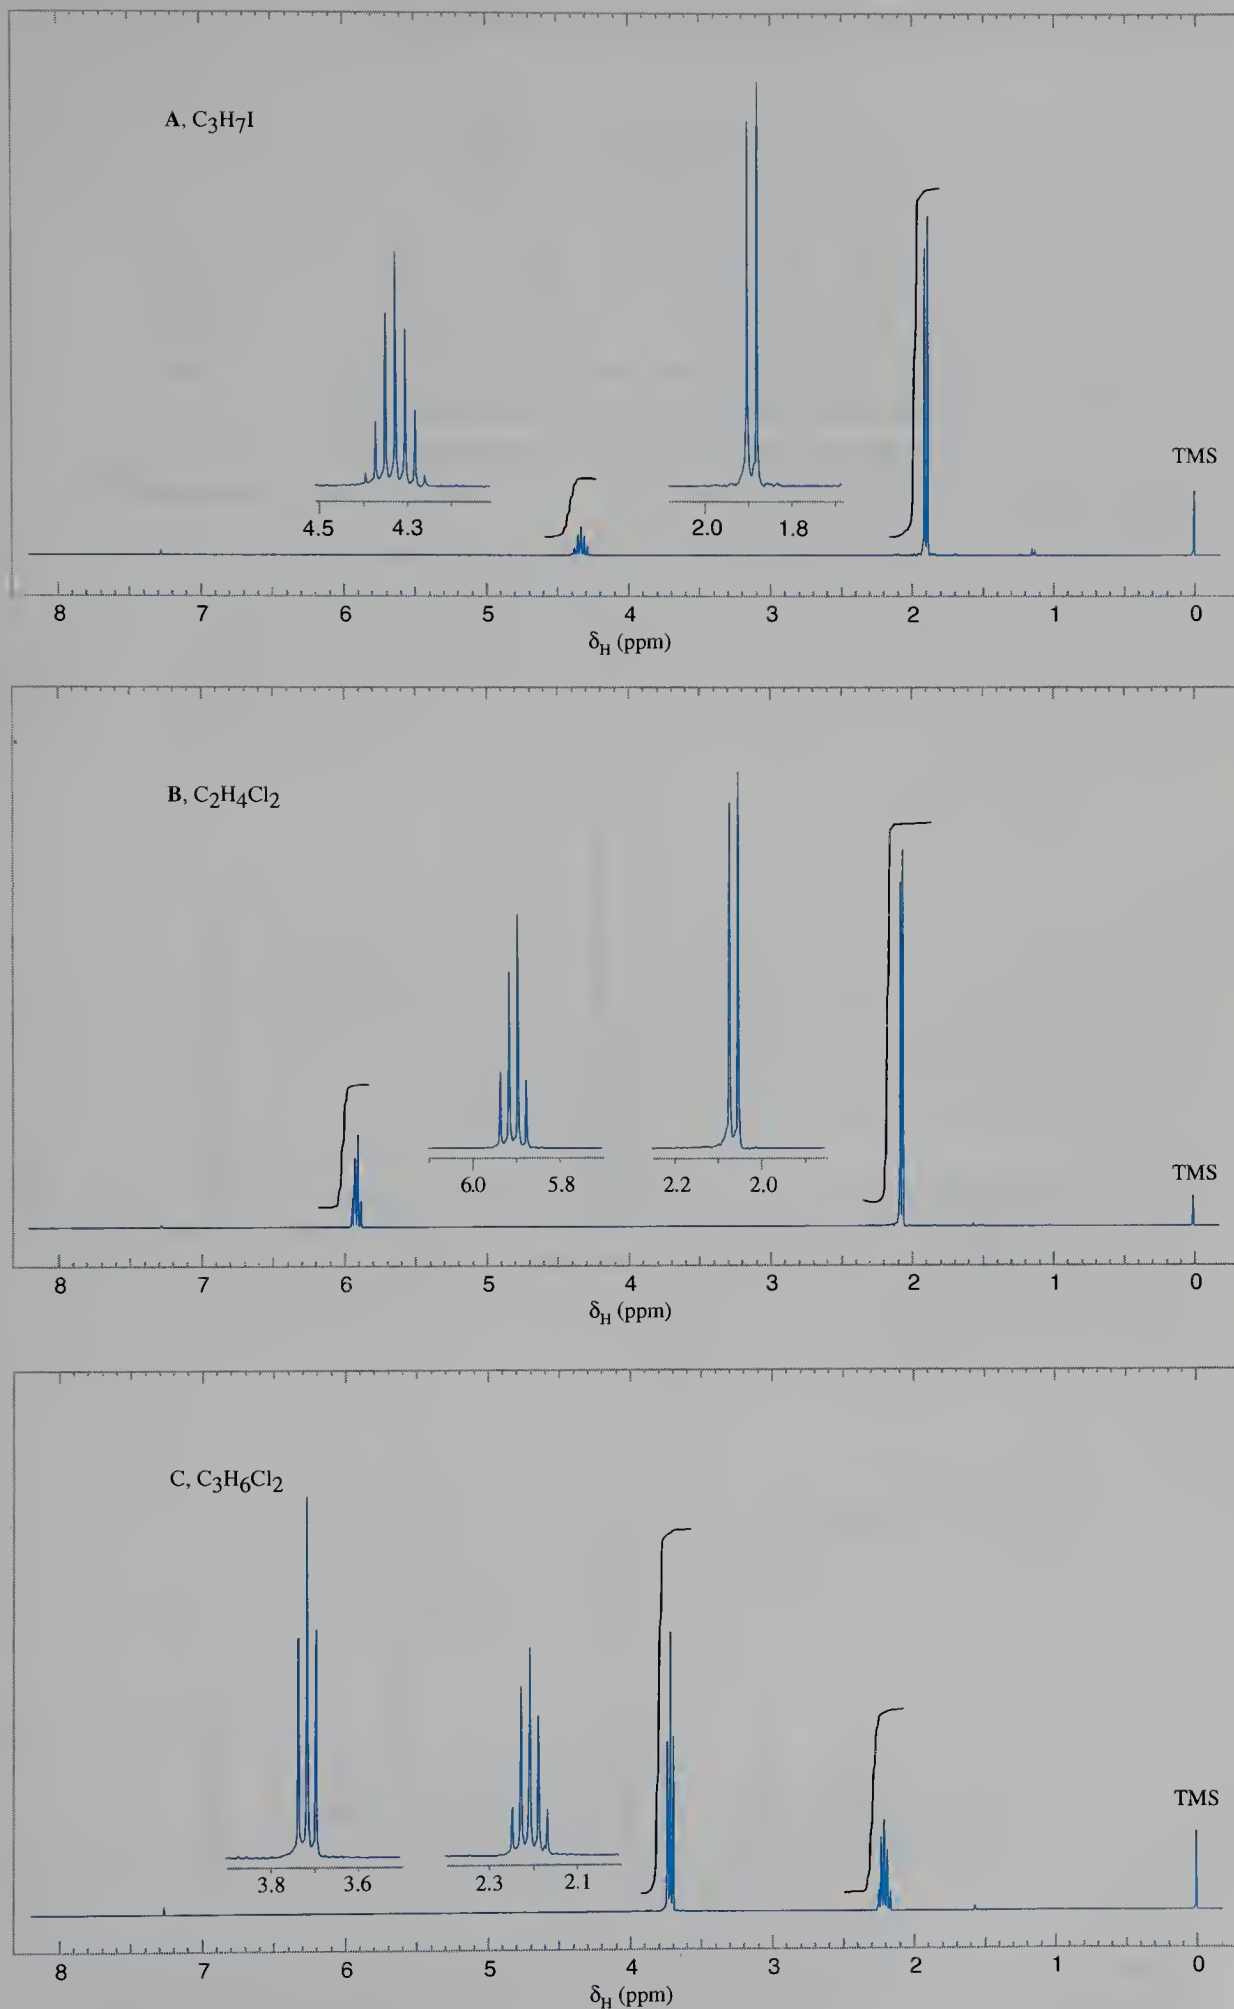 A, C3H7I
TMS
4.5 4.3
2.0 1.8
8 7 6 5 4 3 2 1 0
δH (ppm)
B, C2H4Cl2
TMS
6.0 5.8
2.2 2.0
8 7 6 5 4 3 2 1 0
δH (ppm)
C, C3H6Cl2
TMS
3.8 3.6
2.3 2.1
8 7 6 5 4 3 2 1 0
δH (ppm)